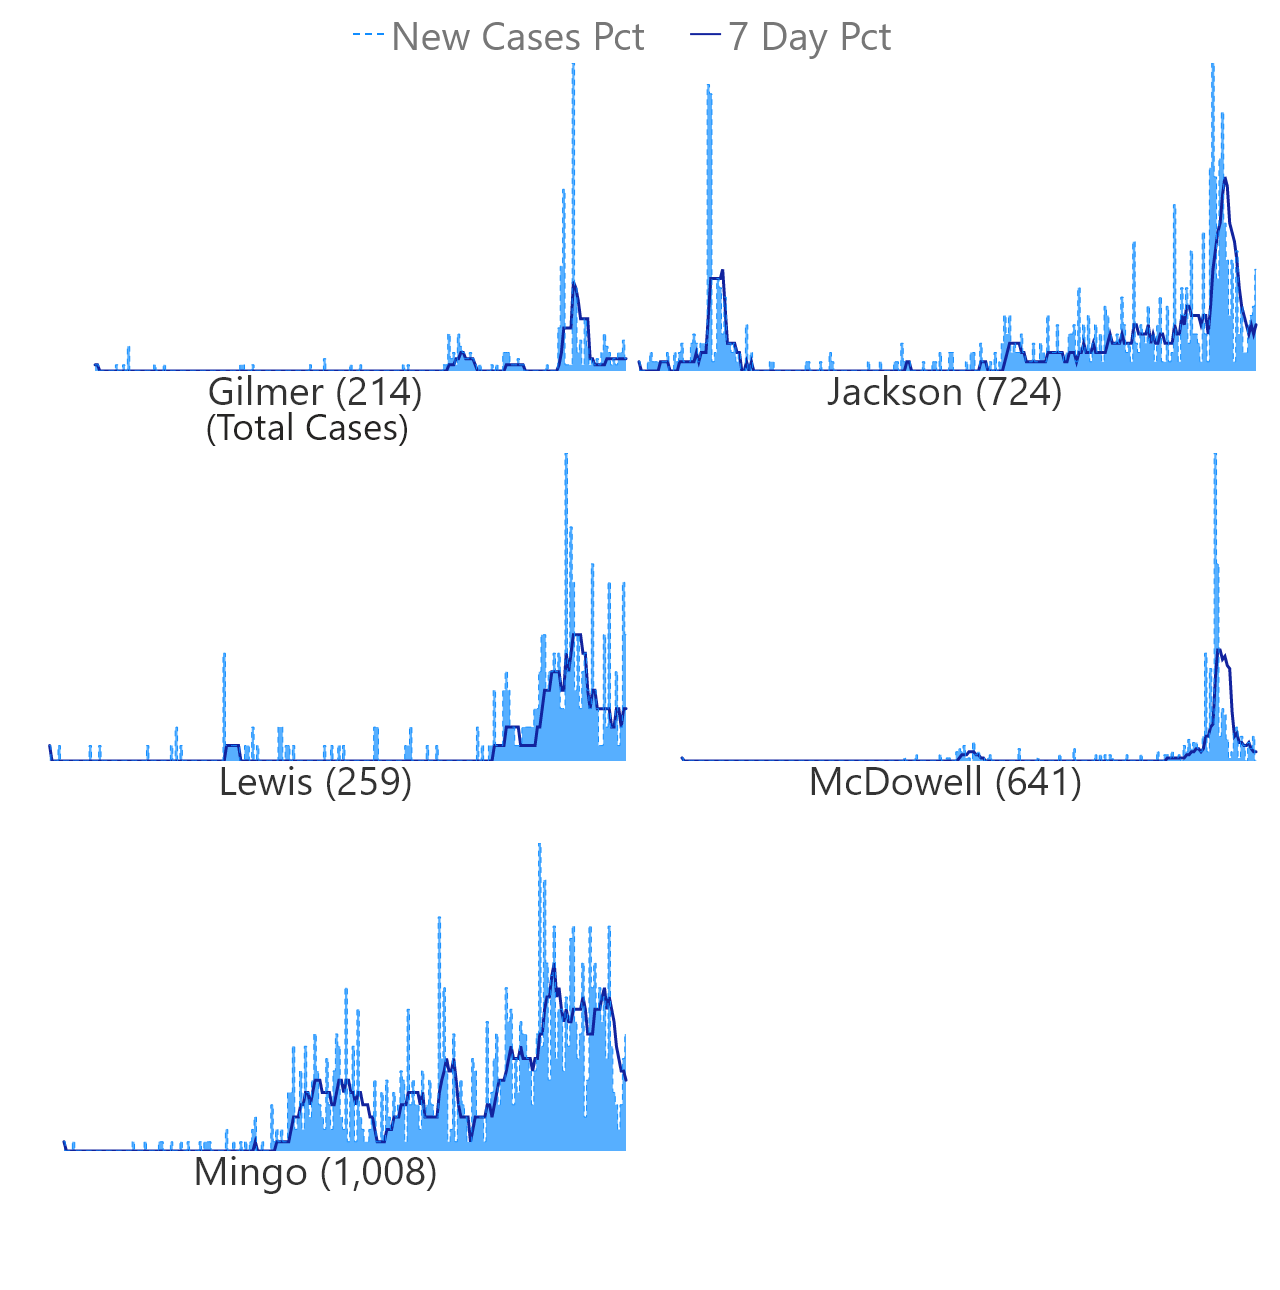 New Cases Pct 7 Day Pct
Gilmer (214) Jackson (724)
(Total Cases)
Lewis (259) McDowell (641)
Mingo (1,008)